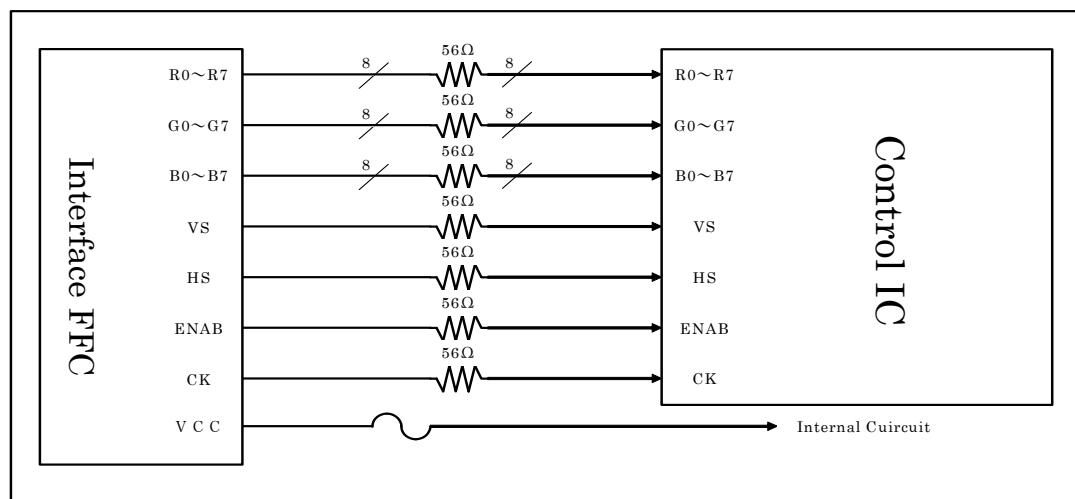 56Ω
R0～R7 8 8 R0～R7
56Ω
G0～G7 8 8 G0～G7
56Ω
B0～B7 8 8 B0～B7
56Ω
VS VS
56Ω
HS HS
56Ω
ENAB ENAB
56Ω
CK CK
VCC Internal Cuircuit
Interface FFC
Control IC